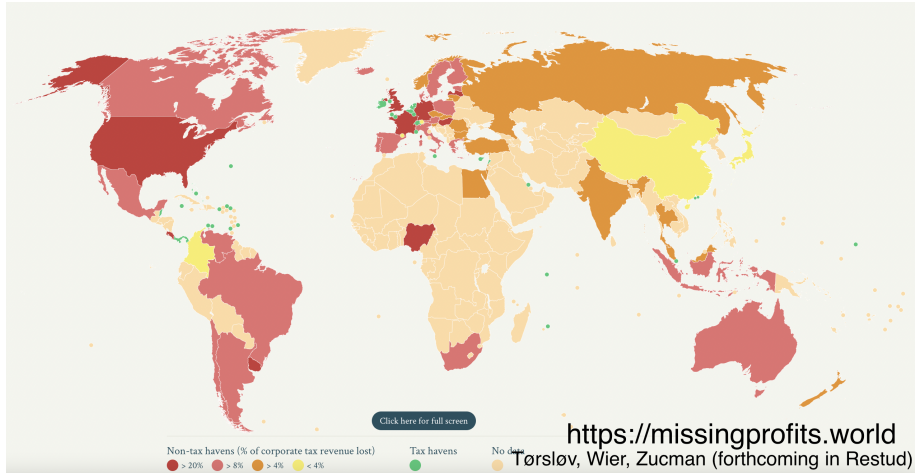 Click here for full screen
https://missingprofits.world
Non-tax havens (% of corporate tax revenue lost)
Tax havens
No
Tørsløv, Wier, Zucman (forthcoming in Restud)
> 20%
> 8%
> 4%
< 4%